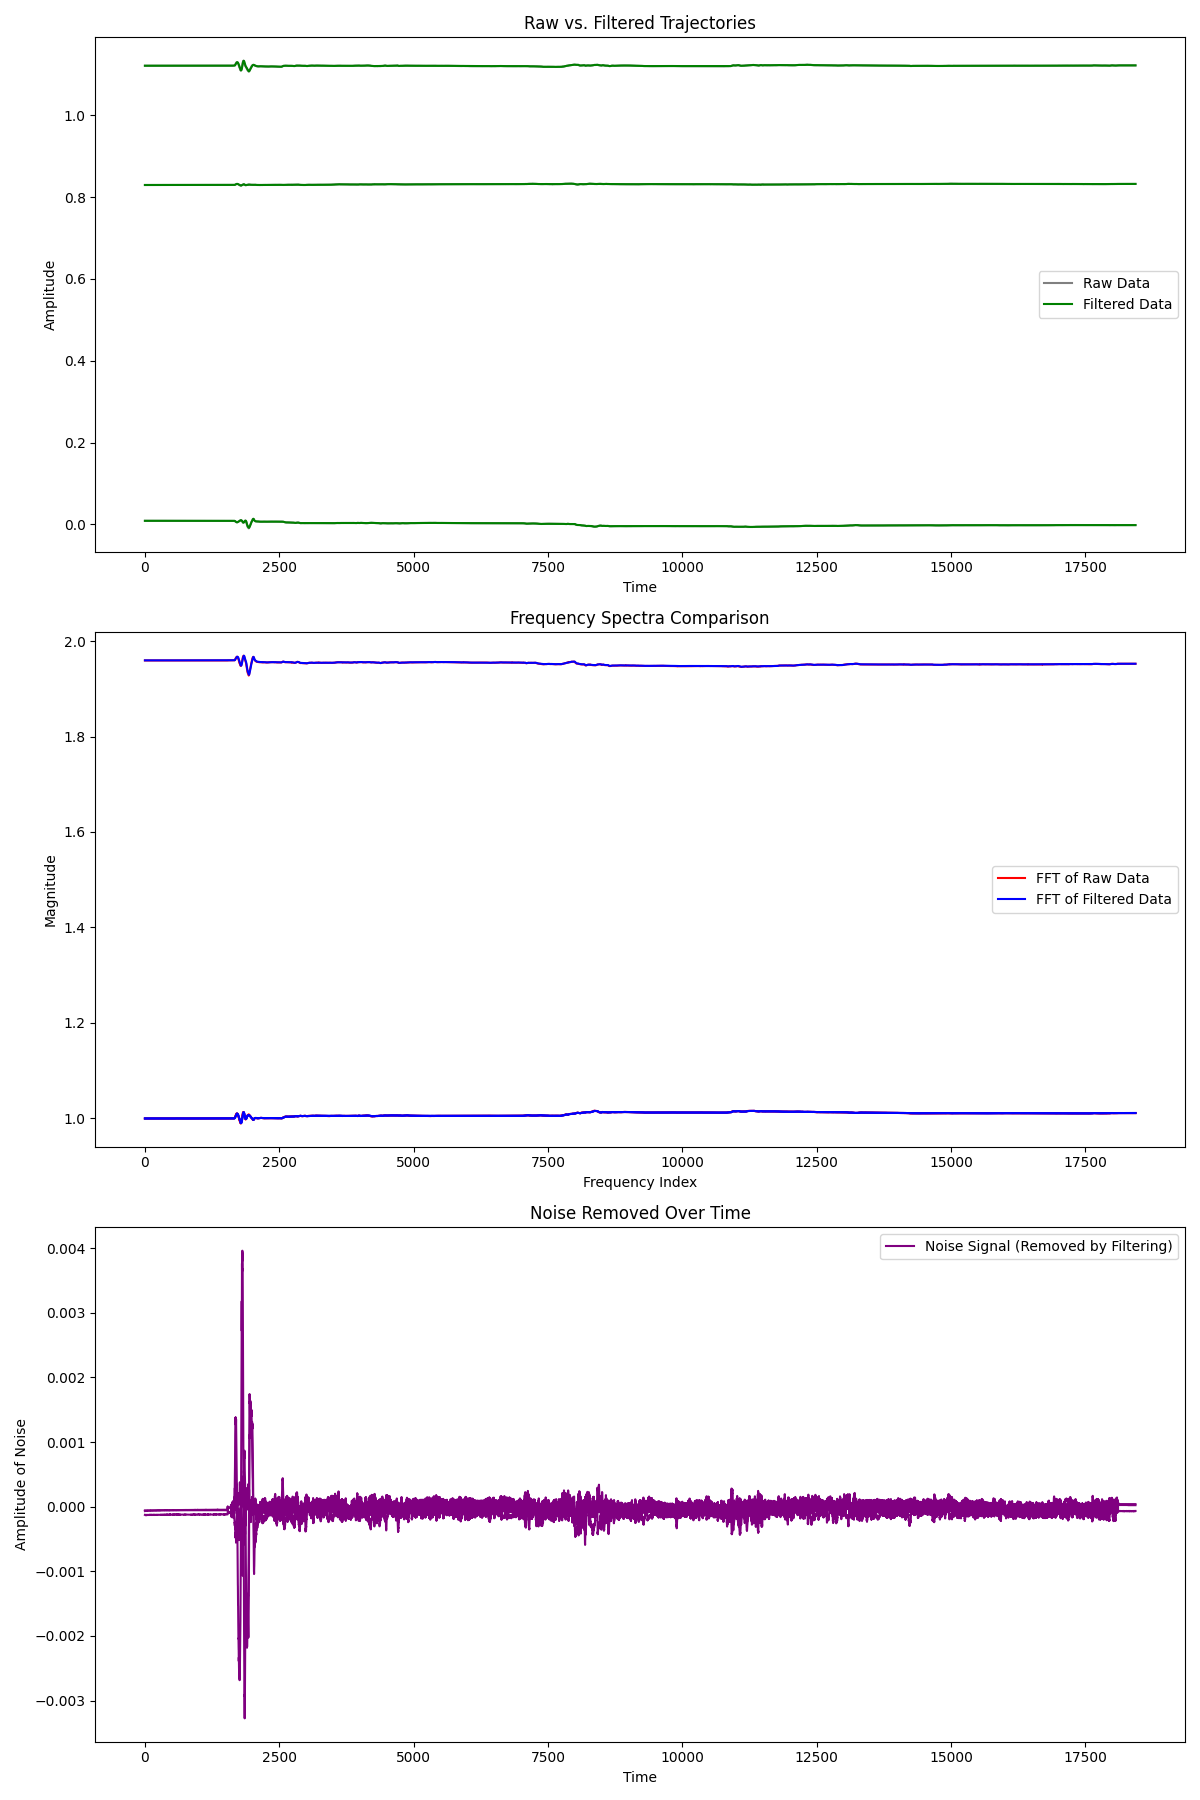 Raw vs. Filtered Trajectories
Amplitude
1.0
0.8
0.6
0.4
0.2
0.0
Raw Data
Filtered Data
0 2500 5000 7500 10000 12500 15000 17500
Time
Frequency Spectra Comparison
Magnitude
2.0
1.8
1.6
1.4
1.2
1.0
FFT of Raw Data
FFT of Filtered Data
0 2500 5000 7500 10000 12500 15000 17500
Frequency Index
Noise Removed Over Time
Amplitude of Noise
0.004
0.003
0.002
0.001
0.000
−0.001
−0.002
−0.003
Noise Signal (Removed by Filtering)
0 2500 5000 7500 10000 12500 15000 17500
Time